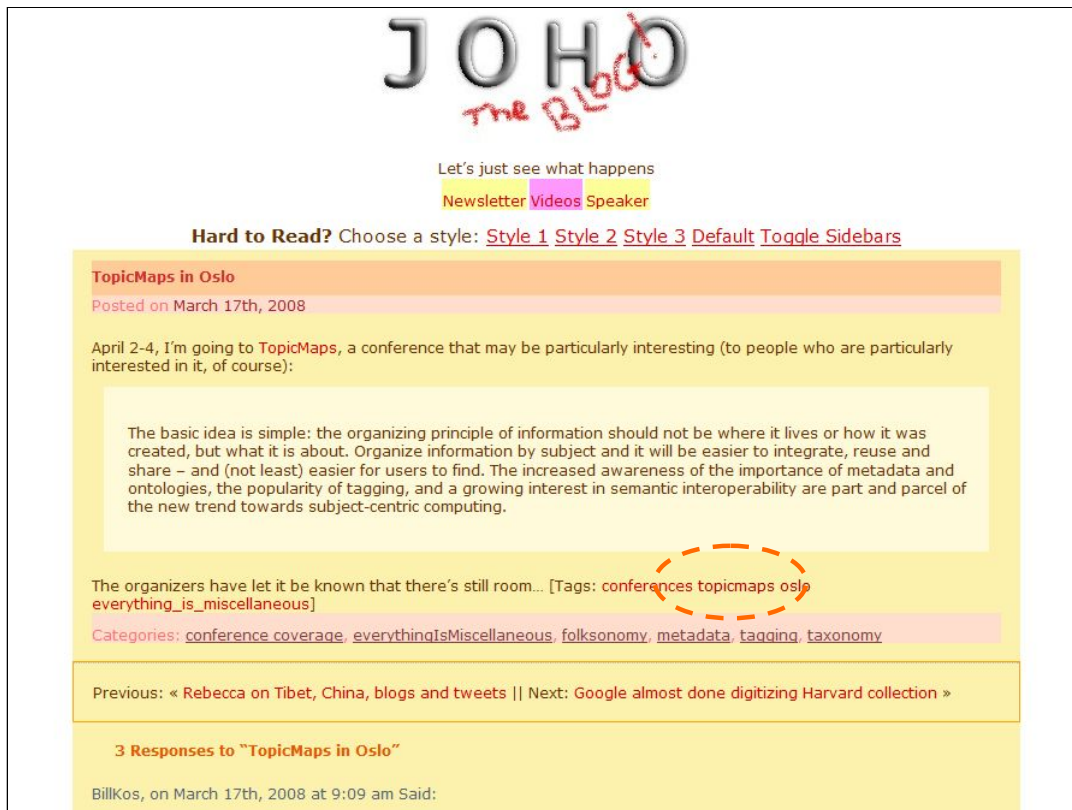 JOHO
The BLOG!
Let's just see what happens
Newsletter Videos Speaker
Hard to Read? Choose a style: Style 1 Style 2 Style 3 Default Toggle Sidebars
TopicMaps in Oslo
Posted on March 17th, 2008
April 2-4, I'm going to TopicMaps, a conference that may be particularly interesting (to people who are particularly
interested in it, of course):
The basic idea is simple: the organizing principle of information should not be where it lives or how it was
created, but what it is about. Organize information by subject and it will be easier to integrate, reuse and
share – and (not least) easier for users to find. The increased awareness of the importance of metadata and
ontologies, the popularity of tagging, and a growing interest in semantic interoperability are part and parcel of
the new trend towards subject-centric computing.
The organizers have let it be known that there's still room... [Tags: conferences topicmaps oslo
everything_is_miscellaneous]
Categories: conference coverage, everythingIsMiscellaneous, folksonomy, metadata, tagging, taxonomy
Previous: « Rebecca on Tibet, China, blogs and tweets || Next: Google almost done digitizing Harvard collection »
3 Responses to “TopicMaps in Oslo”
BillKos, on March 17th, 2008 at 9:09 am Said: